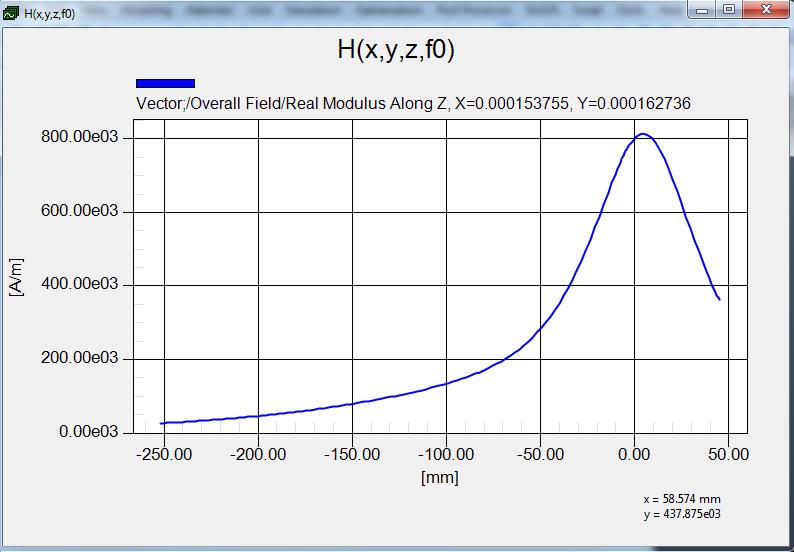 H(x,y,z,f0)
H(x,y,z,f0)
Vector;/Overall Field/Real Modulus Along Z, X=0.000153755, Y=0.000162736
800.00e03
600.00e03
400.00e03
200.00e03
0.00e03
[A/m]
-250.00 -200.00 -150.00 -100.00 -50.00 0.00 50.00
[mm]
x = 58.574 mm
y = 437.875e03